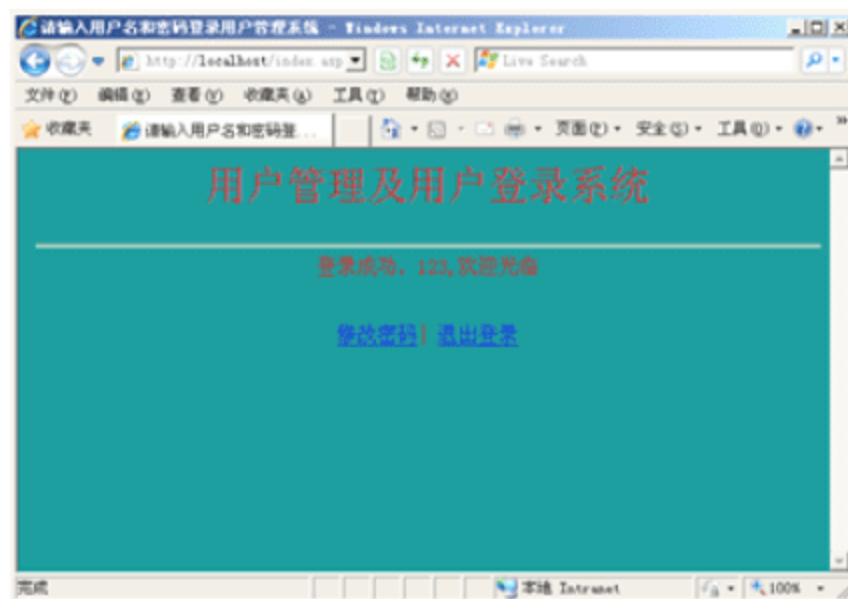 请输入用户名和密码登录用户管理系统 - Windows Internet Explorer
http://localhost/index.asp
Live Search
文件(F) 编辑(E) 查看(V) 收藏夹(A) 工具(T) 帮助(H)
收藏夹 请输入用户名和密码登... 页面(P) 安全(S) 工具(O) »
用户管理及用户登录系统
登录成功, 123,欢迎光临
修改密码| 退出登录
完成 本地 Intranet 100%